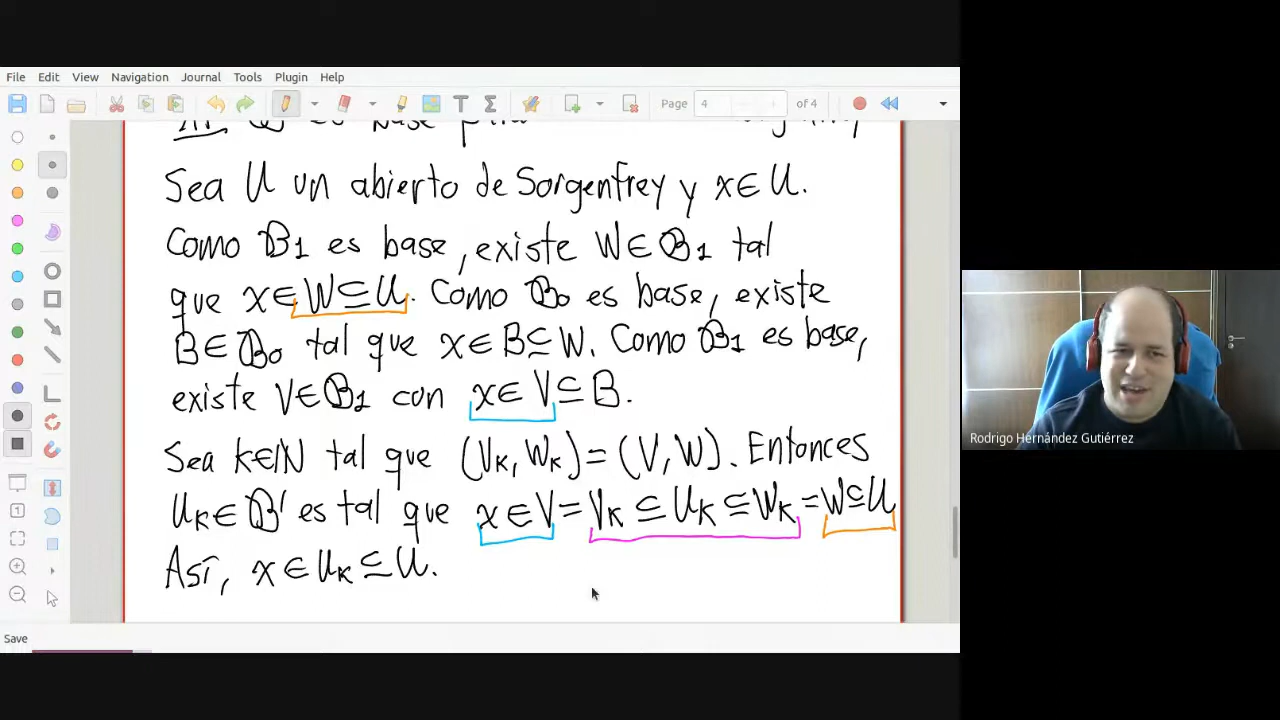 File Edit View Navigation Journal Tools Plugin Help
Page 4 of 4
es base
Sea U un abierto de Sorgenfrey y x∈U.
Como B1 es base, existe W∈B1 tal
que x∈W⊆U. Como B0 es base, existe
B∈B0 tal que x∈B⊆W. Como B1 es base,
existe V∈B1 con x∈V⊆B.
Sea k∈ℕ tal que (Vk, Wk)=(V, W). Entonces
Uk∈B' es tal que x∈V=Vk⊆Uk⊆Wk=W⊆U
Así, x∈Uk⊆U.
Rodrigo Hernández Gutiérrez
Save